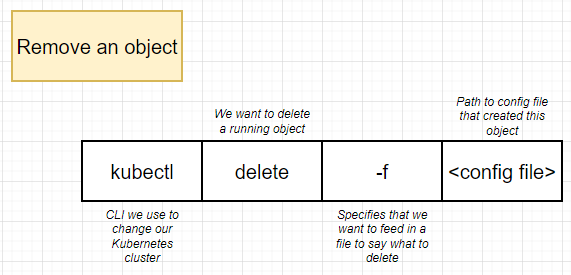 Remove an object
We want to delete
a running object
Path to config file
that created this
object
kubectl
delete
-f
<config file>
CLI we use to
change our
Kubernetes
cluster
Specifies that we
want to feed in a
file to say what to
delete